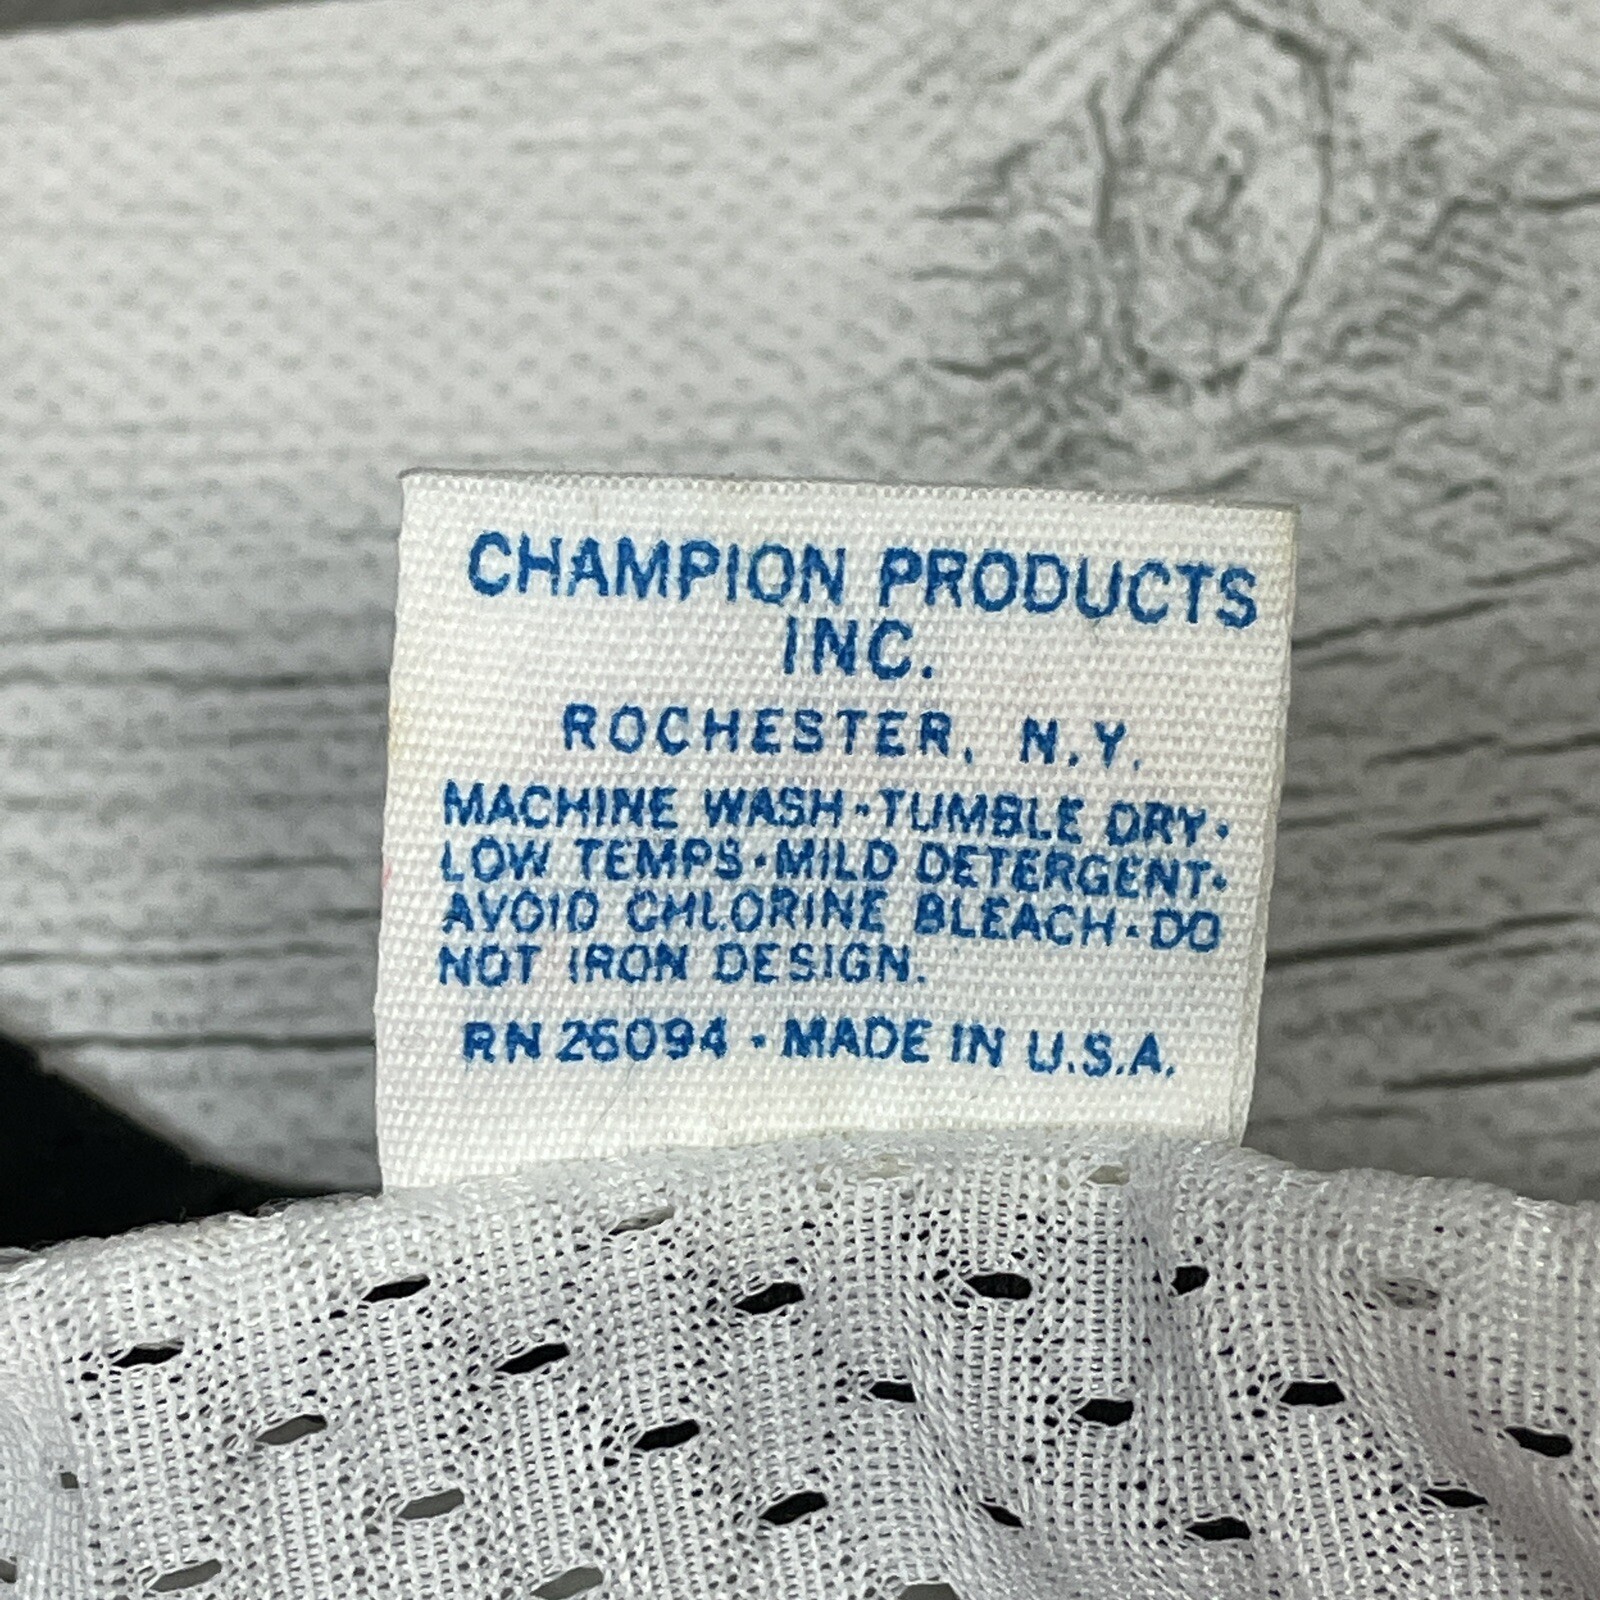 CHAMPION PRODUCTS
INC.
ROCHESTER, N.Y.
MACHINE WASH·TUMBLE DRY·
LOW TEMPS·MILD DETERGENT·
AVOID CHLORINE BLEACH·DO
NOT IRON DESIGN.
RN 26094 · MADE IN U.S.A.